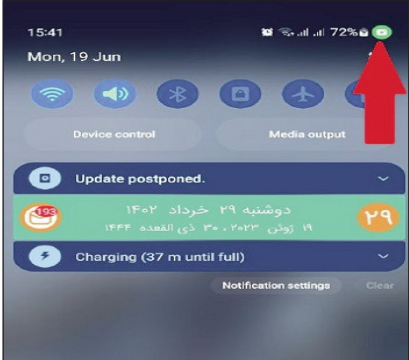 15:41
72%
Mon, 19 Jun
Device control
Media output
Update postponed.
193
دوشنبه ۲۹ خرداد ۱۴۰۲
۲۹
۱۹ ژوئن ۲۰۲۳ ، ۳۰ ذي القعده ۱۴۴۴
Charging (37 m until full)
Notification settings
Clear